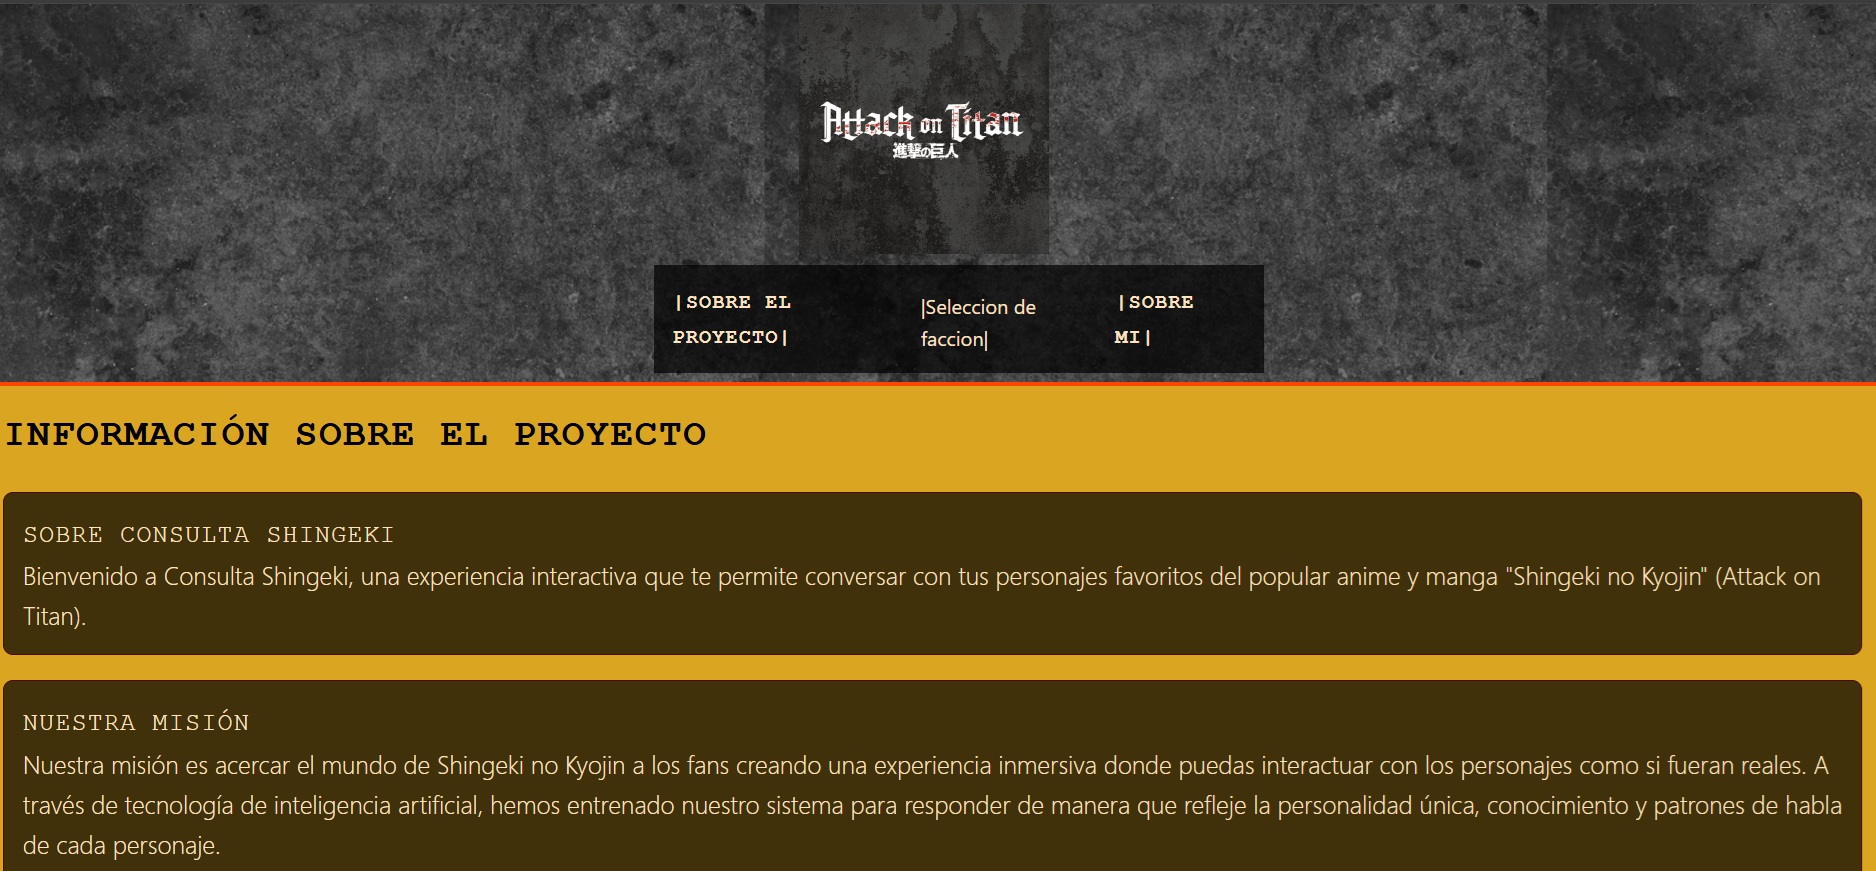 Attack on Titan
進撃の巨人
|SOBRE EL
PROYECTO|
|Seleccion de
faccion|
|SOBRE
MI|
INFORMACIÓN SOBRE EL PROYECTO
SOBRE CONSULTA SHINGEKI
Bienvenido a Consulta Shingeki, una experiencia interactiva que te permite conversar con tus personajes favoritos del popular anime y manga "Shingeki no Kyojin" (Attack on
Titan).
NUESTRA MISIÓN
Nuestra misión es acercar el mundo de Shingeki no Kyojin a los fans creando una experiencia inmersiva donde puedas interactuar con los personajes como si fueran reales. A
través de tecnología de inteligencia artificial, hemos entrenado nuestro sistema para responder de manera que refleje la personalidad única, conocimiento y patrones de habla
de cada personaje.